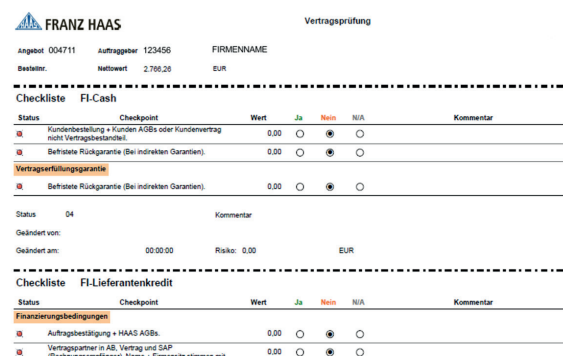 FRANZ HAAS
Vertragsprüfung
Angebot 004711 Auftraggeber 123456 FIRMENNAME
Bestellnr. Nettowert 2.766,26 EUR
Checkliste FI-Cash
Status Checkpoint Wert Ja Nein N/A Kommentar
Kundenbestellung + Kunden AGBs oder Kundenvertrag
nicht Vertragsbestandteil. 0,00
Befristete Rückgarantie (Bei indirekten Garantien). 0,00
Vertragserfüllungsgarantie
Befristete Rückgarantie (Bei indirekten Garantien). 0,00
Status 04 Kommentar
Geändert von:
Geändert am: 00:00:00 Risiko: 0,00 EUR
Checkliste FI-Lieferantenkredit
Status Checkpoint Wert Ja Nein N/A Kommentar
Finanzierungsbedingungen
Auftragsbestätigung + HAAS AGBs. 0,00
Vertragspartner in AB, Vertrag und SAP 0,00